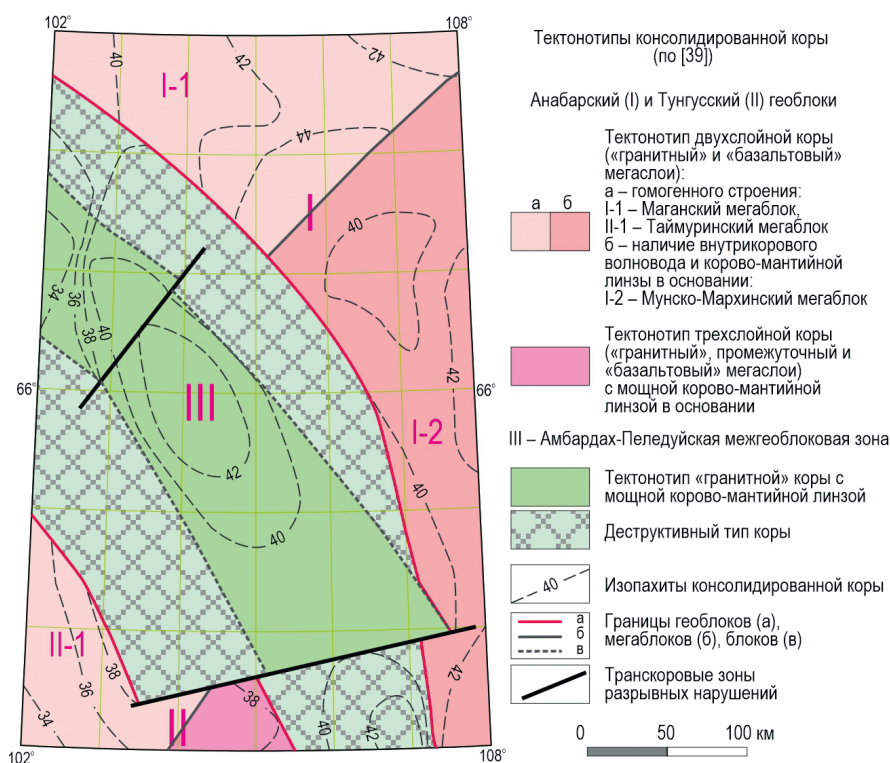 102°
108°
40
42
42
I-1
44
I
40
34
36
38
40
66°
66°
III
42
I-2
42
40
40
II-1
38
36
34
38
II
40
42
42
102°
108°
Тектонотипы консолидированной коры
(по [39])
Анабарский (I) и Тунгусский (II) геоблоки
а б
Тектонотип двухслойной коры
(«гранитный» и «базальтовый»
мегаслои):
а – гомогенного строения:
I-1 – Маганский мегаблок,
II-1 – Таймуринский мегаблок
б – наличие внутрикорового
волновода и корово-мантийной
линзы в основании:
I-2 – Мунско-Мархинский мегаблок
Тектонотип трехслойной коры
(«гранитный», промежуточный и
«базальтовый» мегаслои)
с мощной корово-мантийной
линзой в основании
III – Амбардах-Пеледуйская межгеоблоковая зона
Тектонотип «гранитной» коры с
мощной корово-мантийной линзой
Деструктивный тип коры
40
Изопахиты консолидированной коры
а
б
в
Границы геоблоков (а),
мегаблоков (б), блоков (в)
Транскоровые зоны
разрывных нарушений
0 50 100 км